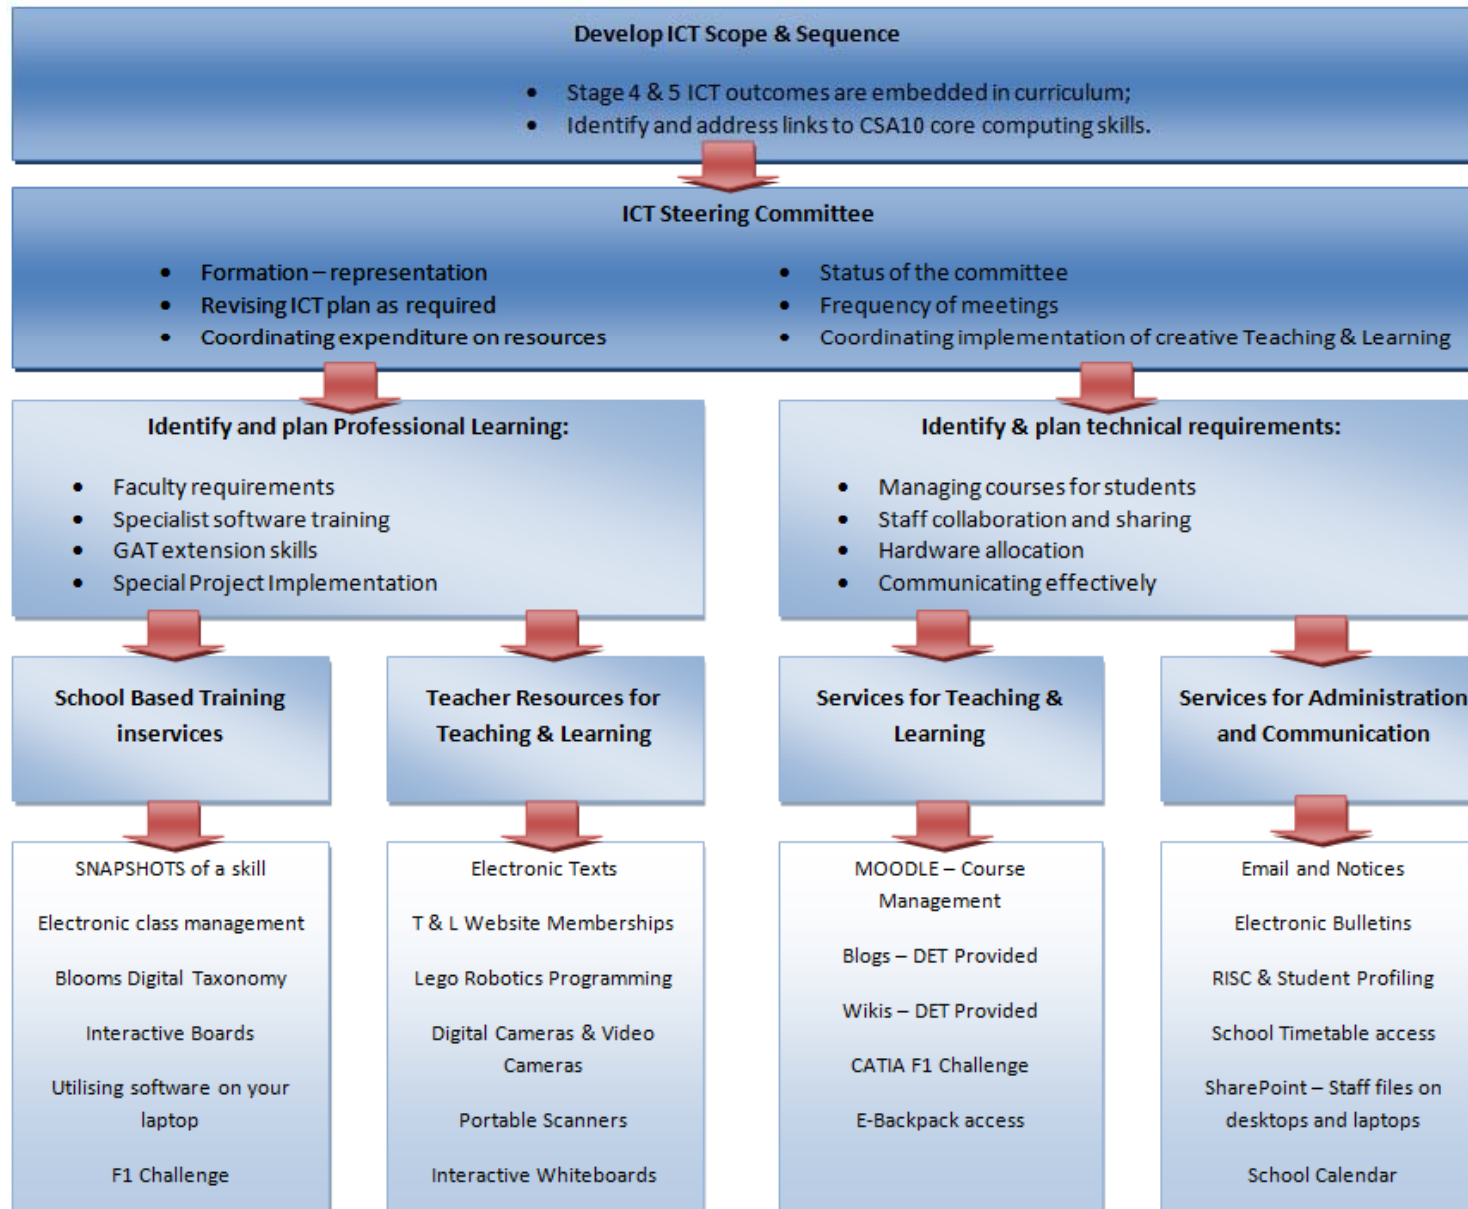 Develop ICT Scope & Sequence
• Stage 4 & 5 ICT outcomes are embedded in curriculum;
• Identify and address links to CSA10 core computing skills.
ICT Steering Committee
• Formation – representation
• Revising ICT plan as required
• Coordinating expenditure on resources
• Status of the committee
• Frequency of meetings
• Coordinating implementation of creative Teaching & Learning
Identify and plan Professional Learning:
• Faculty requirements
• Specialist software training
• GAT extension skills
• Special Project Implementation
Identify & plan technical requirements:
• Managing courses for students
• Staff collaboration and sharing
• Hardware allocation
• Communicating effectively
School Based Training
inservices
Teacher Resources for
Teaching & Learning
Services for Teaching &
Learning
Services for Administration
and Communication
SNAPSHOTS of a skill
Electronic class management
Blooms Digital Taxonomy
Interactive Boards
Utilising software on your
laptop
F1 Challenge
Electronic Texts
T & L Website Memberships
Lego Robotics Programming
Digital Cameras & Video
Cameras
Portable Scanners
Interactive Whiteboards
MOODLE – Course
Management
Blogs – DET Provided
Wikis – DET Provided
CATIA F1 Challenge
E-Backpack access
Email and Notices
Electronic Bulletins
RISC & Student Profiling
School Timetable access
SharePoint – Staff files on
desktops and laptops
School Calendar